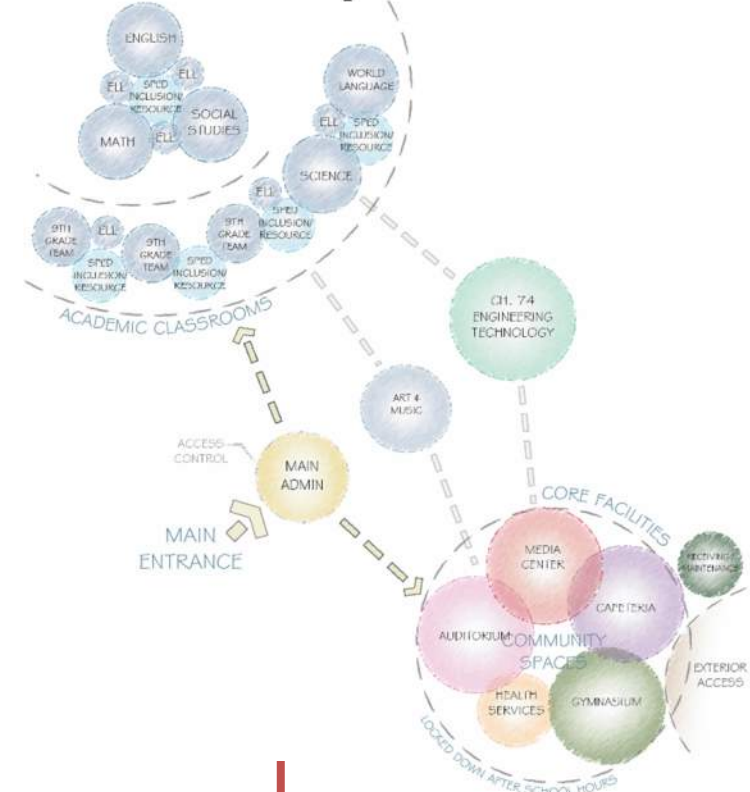 ENGLISH
ELL
ELL
SPED
INCLUSION/
RESOURCE
MATH
ELL
SOCIAL
STUDIES
WORLD
LANGUAGE
ELL
SPED
INCLUSION/
RESOURCE
SCIENCE
ELL
SPED
INCLUSION/
RESOURCE
9TH
GRADE
TEAM
ELL
SPED
INCLUSION/
RESOURCE
9TH
GRADE
TEAM
SPED
INCLUSION/
RESOURCE
9TH
GRADE
TEAM
ACADEMIC CLASSROOMS
CH. 74
ENGINEERING
TECHNOLOGY
ART &
MUSIC
ACCESS
CONTROL
MAIN
ADMIN
MAIN
ENTRANCE
CORE FACILITIES
MEDIA
CENTER
RECEIVING
MAINTENANCE
CAFETERIA
AUDITORIUM
COMMUNITY
SPACES
EXTERIOR
ACCESS
HEALTH
SERVICES
GYMNASIUM
LOCKED DOWN AFTER SCHOOL HOURS